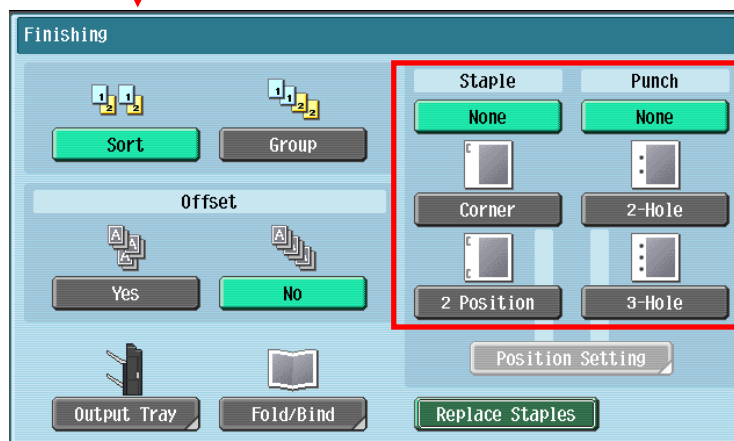 Finishing
Staple
Punch
None
None
Sort
Group
Corner
2-Hole
Offset
Yes
No
2 Position
3-Hole
Position Setting
Output Tray
Fold/Bind
Replace Staples